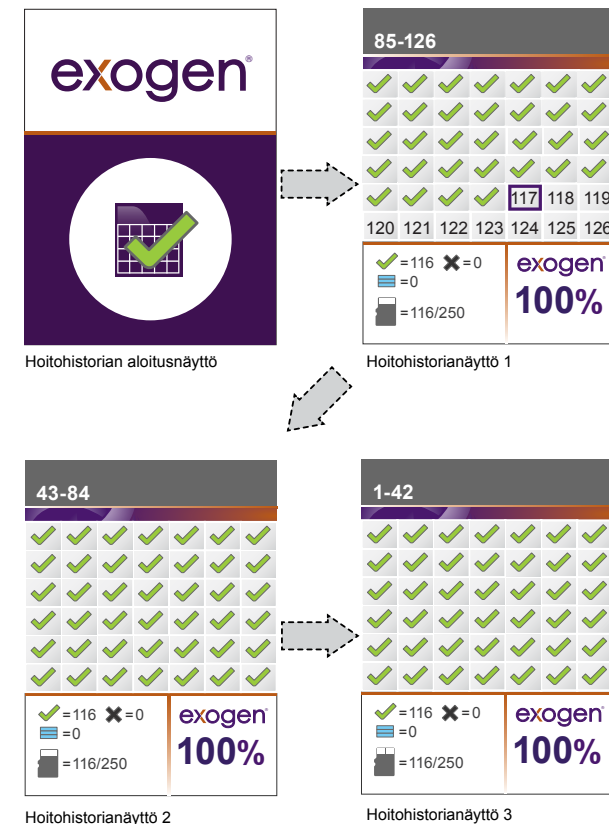 exogen®
Hoitohistorian aloitusnäyttö
85-126
117 118 119
120 121 122 123 124 125 126
=116 =0
=0
=116/250
exogen®
100%
Hoitohistorianäyttö 1
43-84
=116 =0
=0
=116/250
exogen®
100%
Hoitohistorianäyttö 2
1-42
=116 =0
=0
=116/250
exogen®
100%
Hoitohistorianäyttö 3